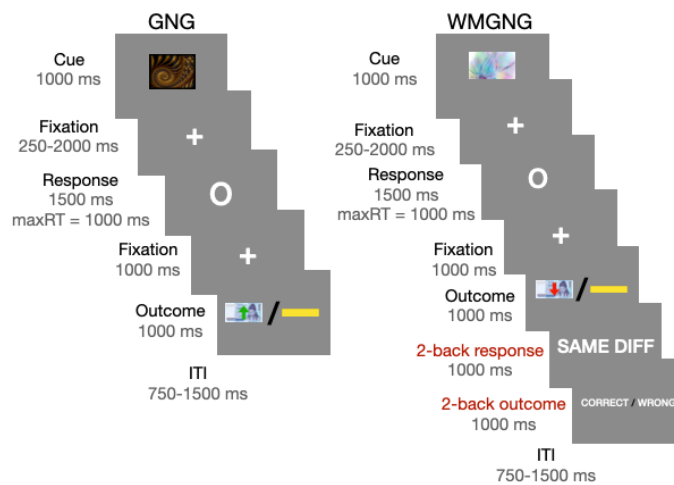 GNG
Cue
1000 ms
Fixation
250-2000 ms
+
Response
1500 ms
maxRT = 1000 ms
O
Fixation
1000 ms
+
Outcome
1000 ms
/
ITI
750-1500 ms
WMGNG
Cue
1000 ms
Fixation
250-2000 ms
+
Response
1500 ms
maxRT = 1000 ms
O
Fixation
1000 ms
+
Outcome
1000 ms
/
2-back response
1000 ms
SAME DIFF
2-back outcome
1000 ms
CORRECT / WRONG
ITI
750-1500 ms